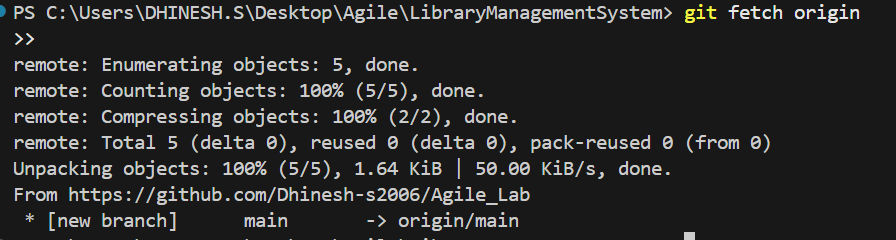 PS C:\Users\DHINESH.S\Desktop\Agile\LibraryManagementSystem> git fetch origin
>>
remote: Enumerating objects: 5, done.
remote: Counting objects: 100% (5/5), done.
remote: Compressing objects: 100% (2/2), done.
remote: Total 5 (delta 0), reused 0 (delta 0), pack-reused 0 (from 0)
Unpacking objects: 100% (5/5), 1.64 KiB | 50.00 KiB/s, done.
From https://github.com/Dhinesh-s2006/Agile_Lab
 * [new branch]      main       -> origin/main